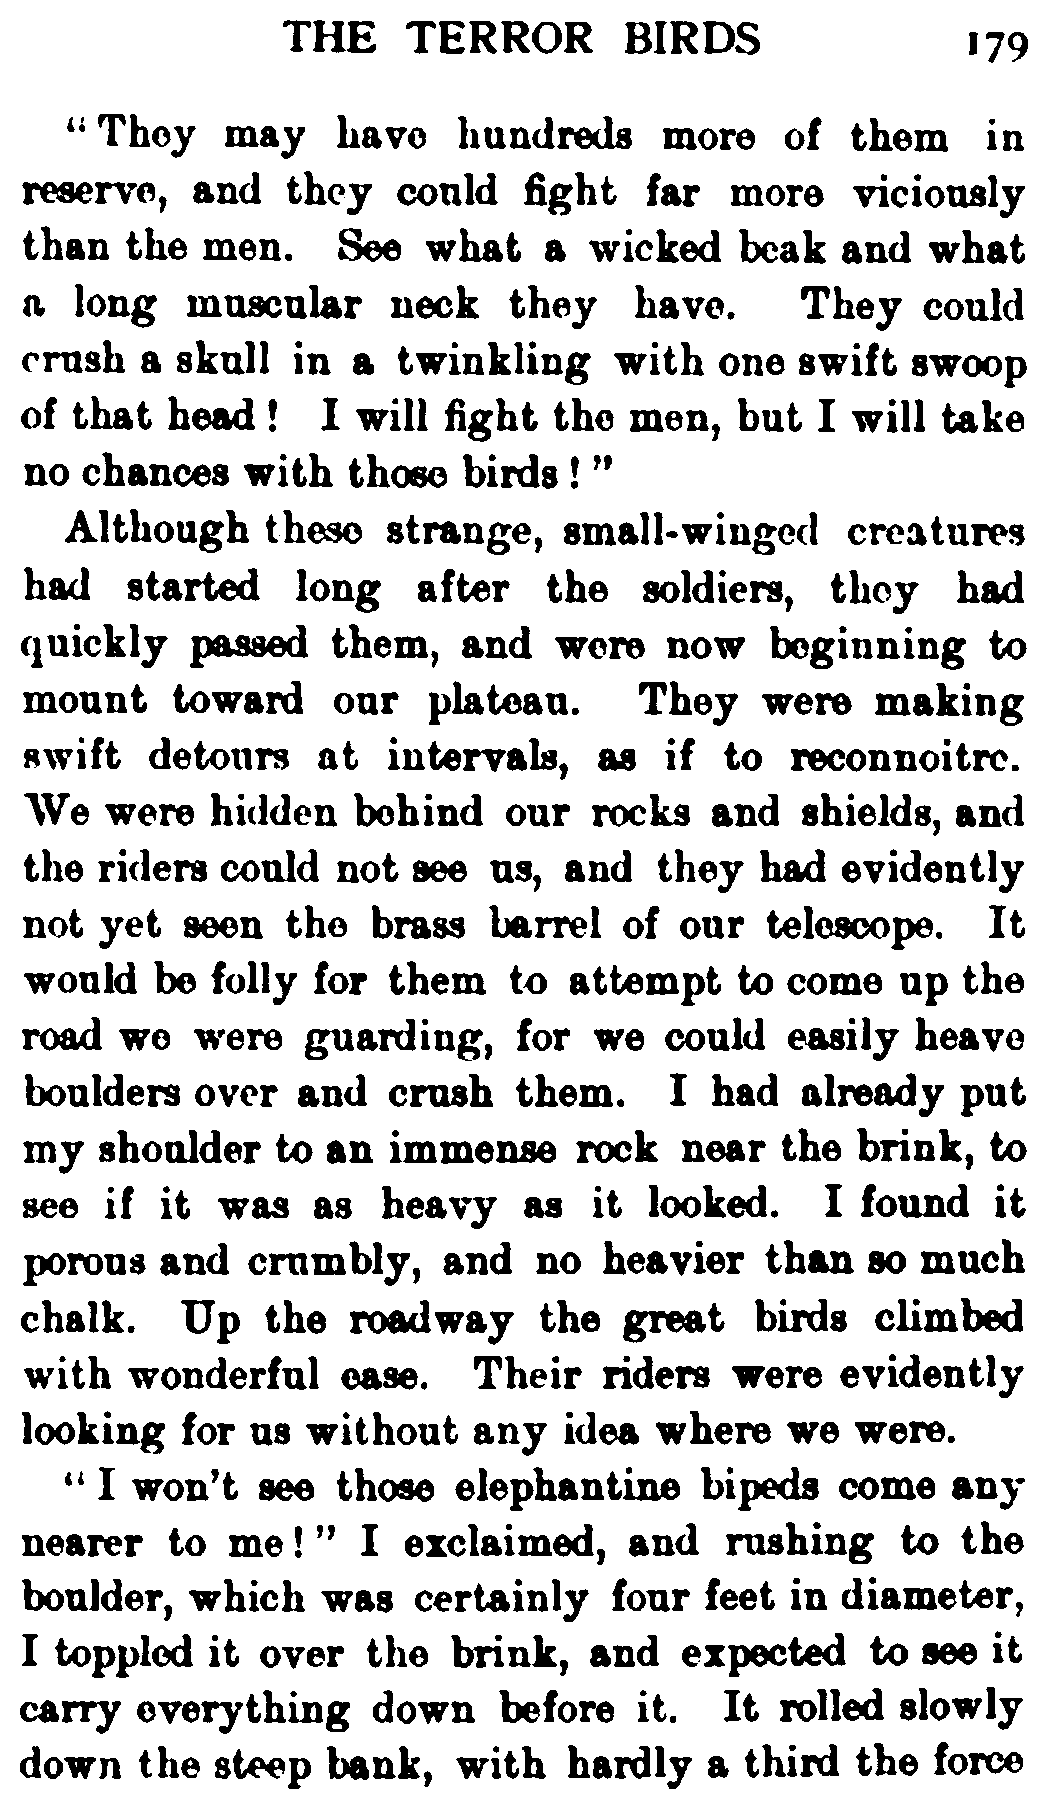 THE TERROR BIRDS 179
"They may have hundreds more of them in
reserve, and they could fight far more viciously
than the men. See what a wicked beak and what
a long muscular neck they have. They could
crush a skull in a twinkling with one swift swoop
of that head! I will fight the men, but I will take
no chances with those birds!"
Although these strange, small-winged creatures
had started long after the soldiers, they had
quickly passed them, and were now beginning to
mount toward our plateau. They were making
swift detours at intervals, as if to reconnoitre.
We were hidden behind our rocks and shields, and
the riders could not see us, and they had evidently
not yet seen the brass barrel of our telescope. It
would be folly for them to attempt to come up the
road we were guarding, for we could easily heave
boulders over and crush them. I had already put
my shoulder to an immense rock near the brink, to
see if it was as heavy as it looked. I found it
porous and crumbly, and no heavier than so much
chalk. Up the roadway the great birds climbed
with wonderful ease. Their riders were evidently
looking for us without any idea where we were.
"I won't see those elephantine bipeds come any
nearer to me!" I exclaimed, and rushing to the
boulder, which was certainly four feet in diameter,
I toppled it over the brink, and expected to see it
carry everything down before it. It rolled slowly
down the steep bank, with hardly a third the force